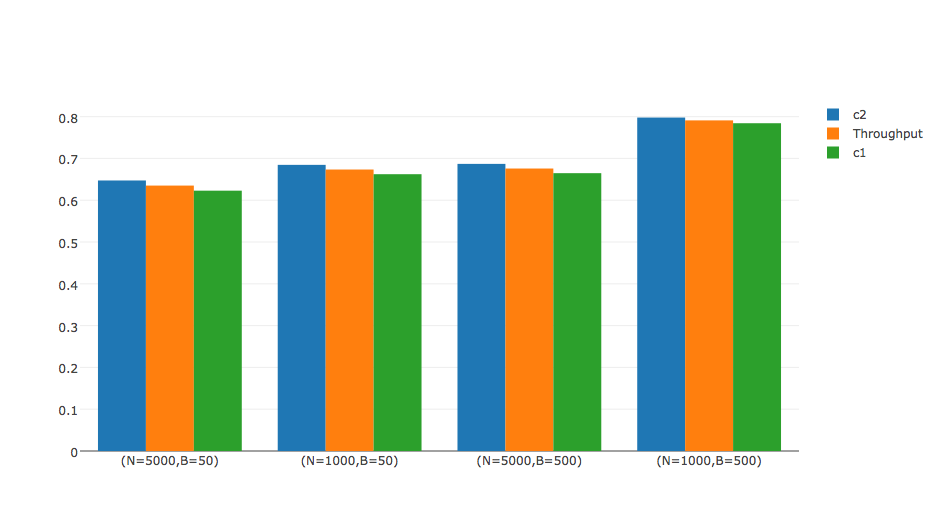 0.8
0.7
0.6
0.5
0.4
0.3
0.2
0.1
0
(N=5000,B=50)
(N=1000,B=50)
(N=5000,B=500)
(N=1000,B=500)
c2
Throughput
c1